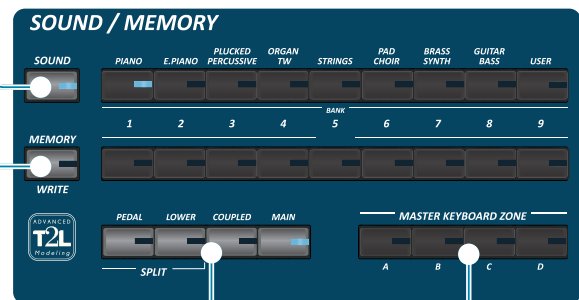 SOUND / MEMORY
SOUND
PIANO E.PIANO PLUCKED PERCUSSIVE ORGAN TW STRINGS PAD CHOIR BRASS SYNTH GUITAR BASS USER
BANK
1 2 3 4 5 6 7 8 9
MEMORY
WRITE
ADVANCED
T2L
Modeling
PEDAL LOWER COUPLED MAIN
SPLIT
MASTER KEYBOARD ZONE
A B C D